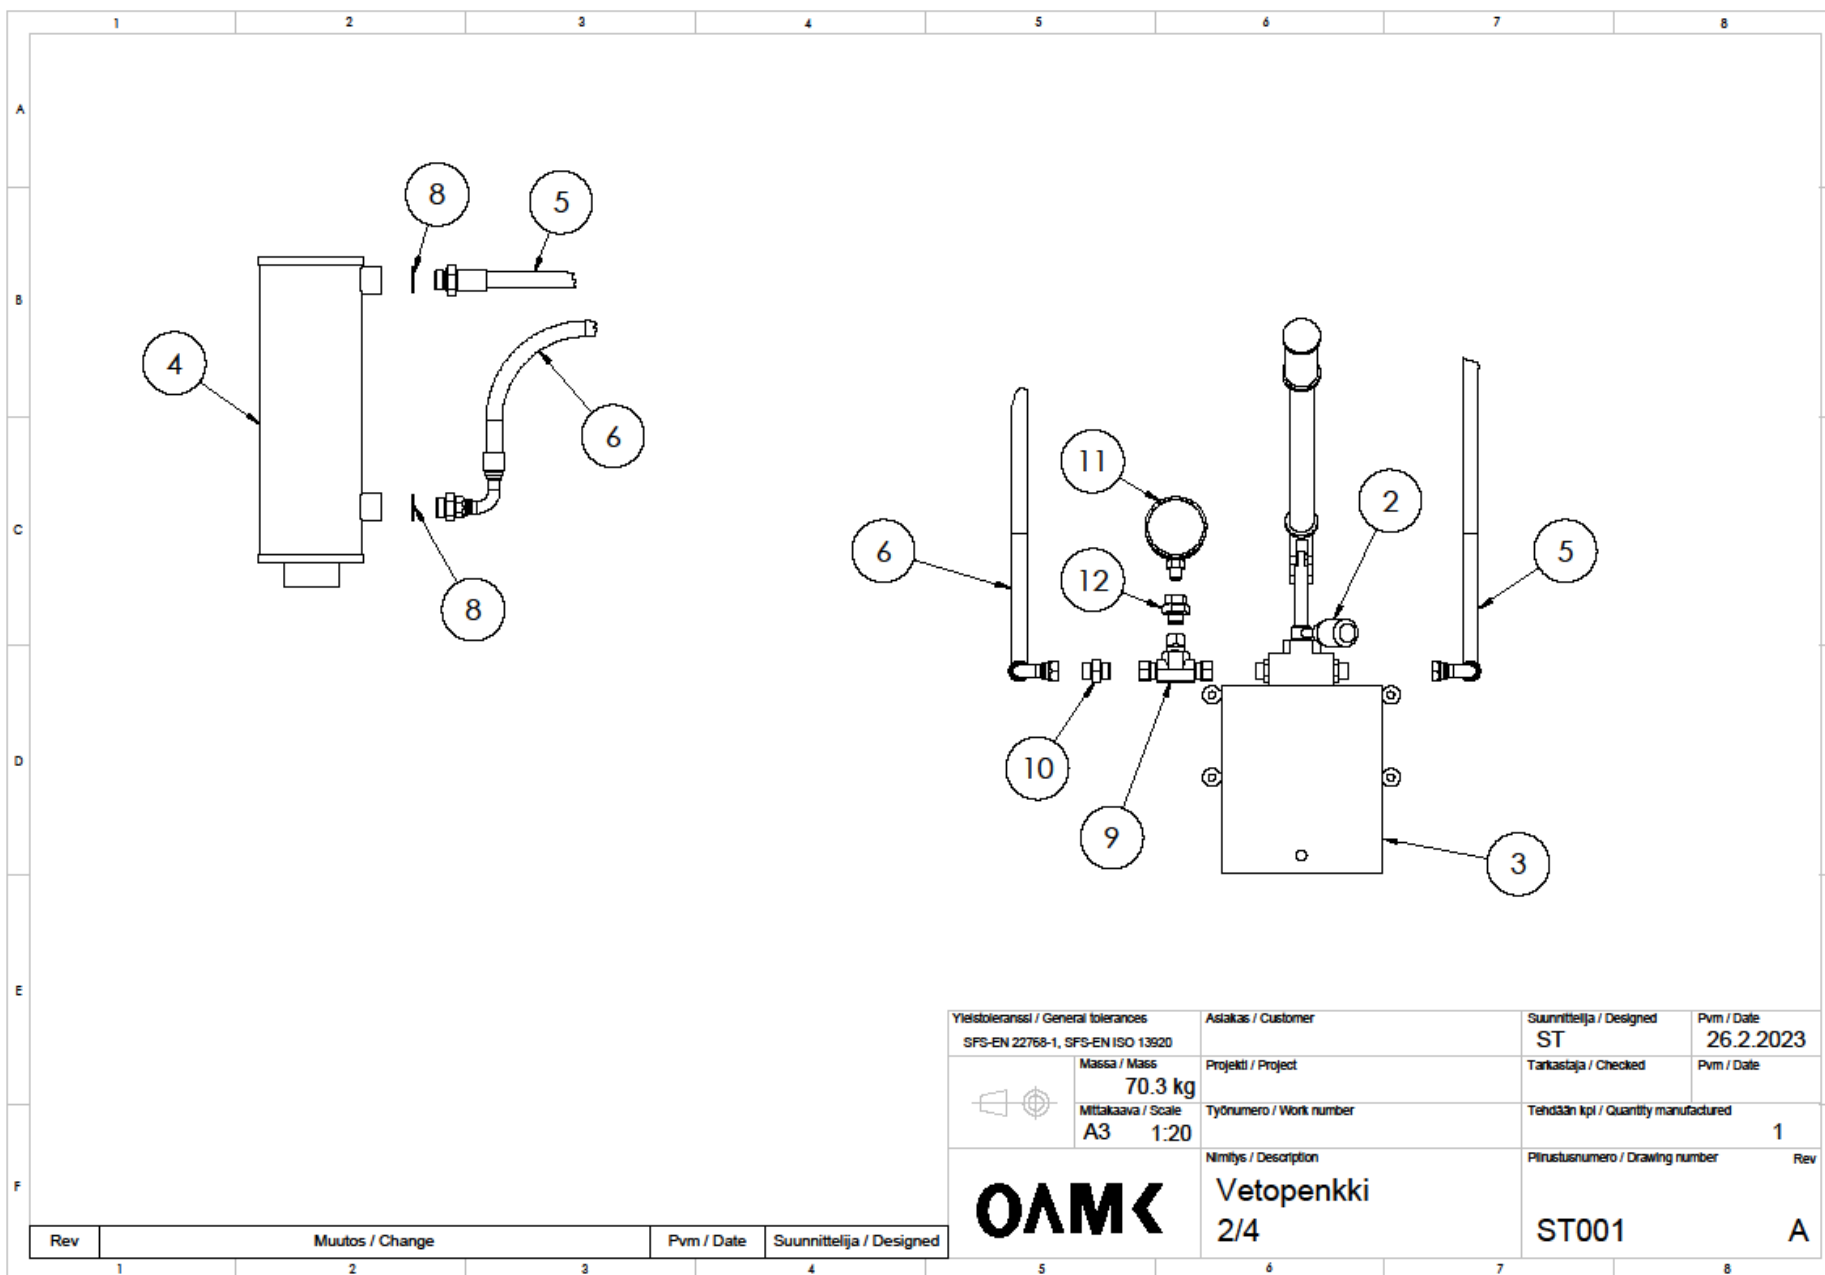 1 2 3 4 5 6 7 8
A
B
C
D
E
F
8
5
4
6
8
11
2
6
12
5
10
9
3
Yleistoleranssi / General tolerances
SFS-EN 22768-1, SFS-EN ISO 13920
Asiakas / Customer
Suunnittelija / Designed
ST
Pvm / Date
26.2.2023
Massa / Mass
70.3 kg
Projekti / Project
Tarkastaja / Checked
Pvm / Date
Mittakaava / Scale
A3 1:20
Työnumero / Work number
Tehdään kpl / Quantity manufactured
1
OAMK
Nimitys / Description
Vetopenkki
2/4
Piirustusnumero / Drawing number
Rev
ST001
A
Rev
Muutos / Change
Pvm / Date
Suunnittelija / Designed
1 2 3 4 5 6 7 8